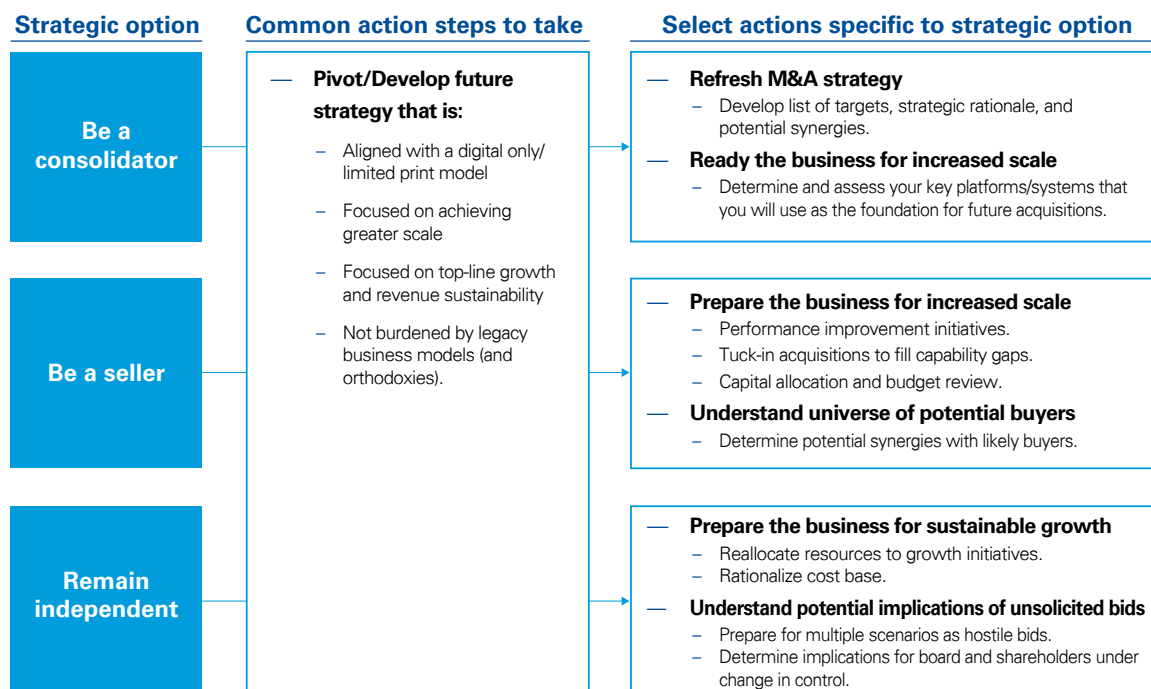 Strategic option
Common action steps to take
Select actions specific to strategic option
Be a
consolidator
Be a seller
Remain
independent
— Pivot/Develop future
strategy that is:
– Aligned with a digital only/
limited print model
– Focused on achieving
greater scale
– Focused on top-line growth
and revenue sustainability
– Not burdened by legacy
business models (and
orthodoxies).
— Refresh M&A strategy
– Develop list of targets, strategic rationale, and
potential synergies.
— Ready the business for increased scale
– Determine and assess your key platforms/systems that
you will use as the foundation for future acquisitions.
— Prepare the business for increased scale
– Performance improvement initiatives.
– Tuck-in acquisitions to fill capability gaps.
– Capital allocation and budget review.
— Understand universe of potential buyers
– Determine potential synergies with likely buyers.
— Prepare the business for sustainable growth
– Reallocate resources to growth initiatives.
– Rationalize cost base.
— Understand potential implications of unsolicited bids
– Prepare for multiple scenarios as hostile bids.
– Determine implications for board and shareholders under
change in control.